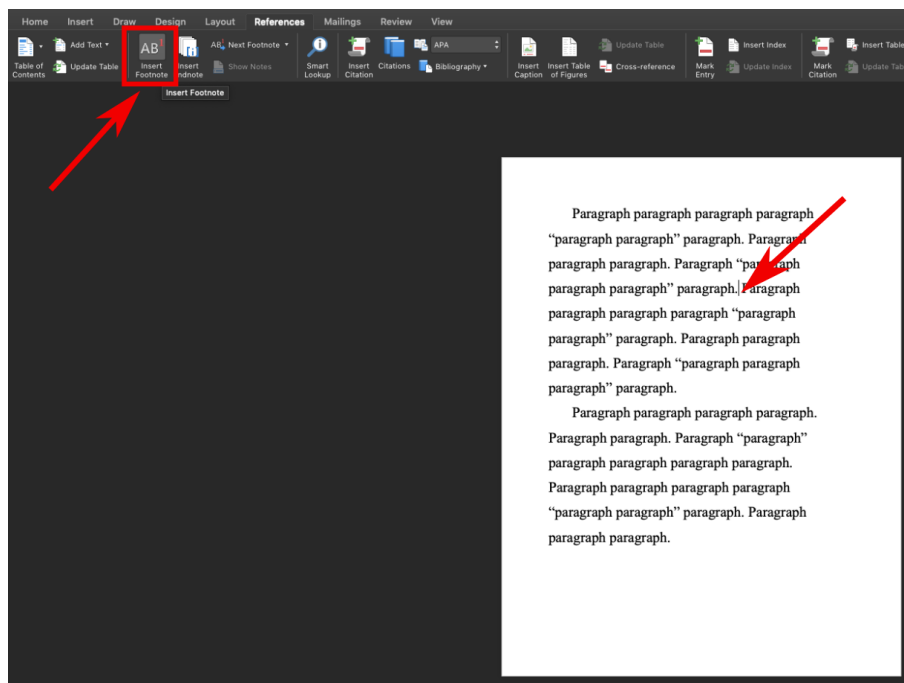 Home Insert Draw Design Layout References Mailings Review View
Add Text AB Next Footnote APA Update Table Insert Index Insert Table
Table of Contents Update Table Insert Footnote Insert Endnote Show Notes Smart Lookup Insert Citation Citations Bibliography Insert Caption Insert Table of Figures Cross-reference Mark Entry Update Index Mark Citation Update Tab
Insert Footnote
Paragraph paragraph paragraph paragraph
“paragraph paragraph” paragraph. Paragraph
paragraph paragraph. Paragraph “paragraph
paragraph paragraph” paragraph. Paragraph
paragraph paragraph paragraph “paragraph
paragraph” paragraph. Paragraph paragraph
paragraph. Paragraph “paragraph paragraph
paragraph” paragraph.
Paragraph paragraph paragraph paragraph.
Paragraph paragraph. Paragraph “paragraph”
paragraph paragraph paragraph paragraph.
Paragraph paragraph paragraph paragraph
“paragraph paragraph” paragraph. Paragraph
paragraph paragraph.